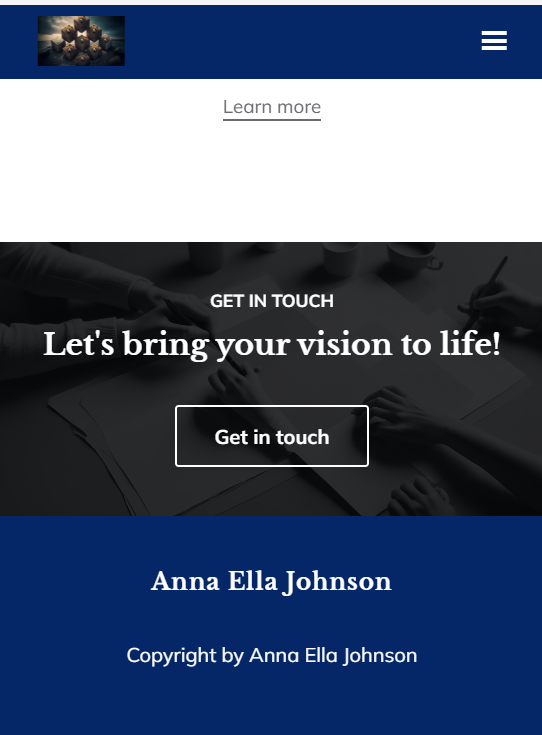 Learn more
GET IN TOUCH
Let's bring your vision to life!
Get in touch
Anna Ella Johnson
Copyright by Anna Ella Johnson